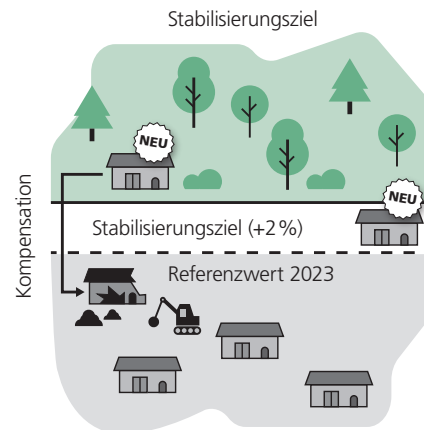 Stabilisierungsziel
NEU
NEU
Kompensation
Stabilisierungsziel (+2 %)
Referenzwert 2023